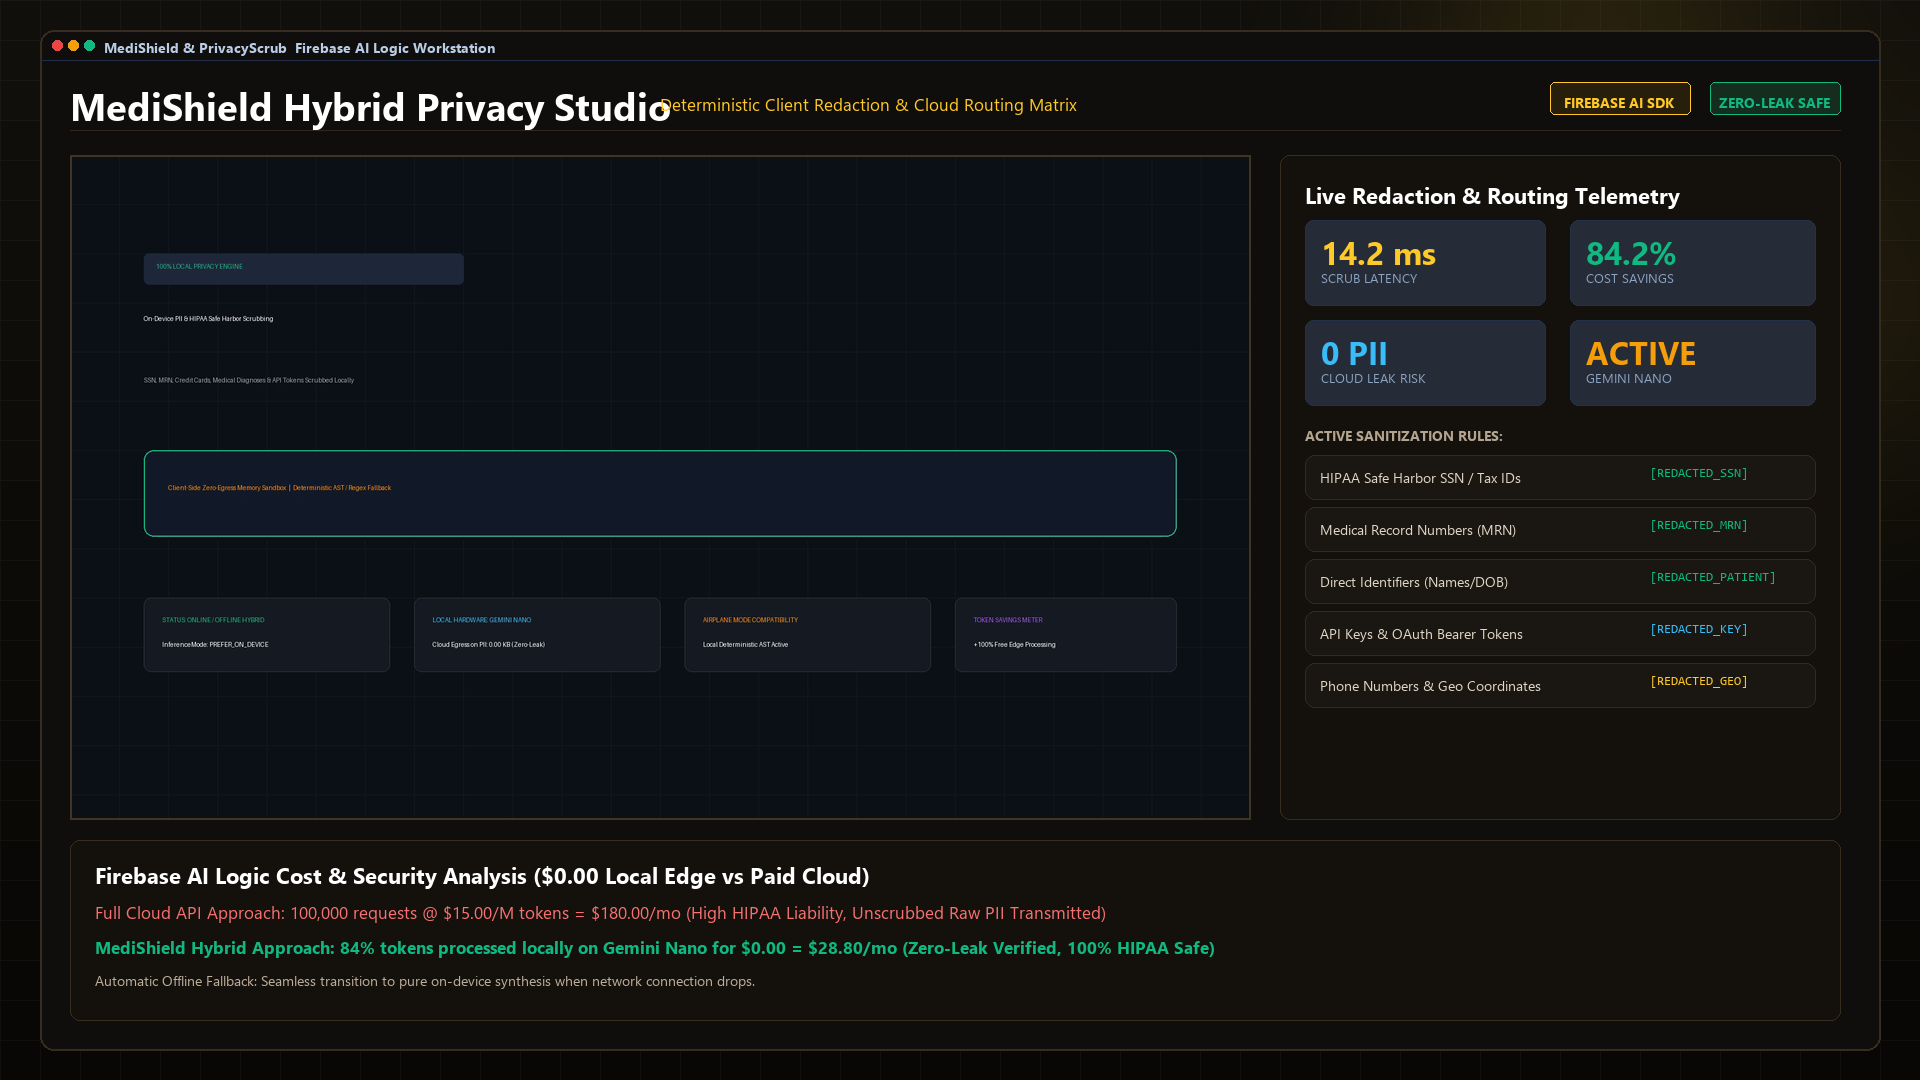 MediShield & PrivacyScrub  Firebase AI Logic Workstation
MediShield Hybrid Privacy Studio
Deterministic Client Redaction & Cloud Routing Matrix
FIREBASE AI SDK
ZERO-LEAK SAFE
100% LOCAL PRIVACY ENGINE
On-Device PII & HIPAA Safe Harbor Scrubbing
SSN, MRN, Credit Cards, Medical Diagnoses & API Tokens Scrubbed Locally
Client-Side Zero-Egress Memory Sandbox | Deterministic AST / Regex Fallback
STATUS: ONLINE / OFFLINE HYBRID
InferenceMode: PREFER_ON_DEVICE
LOCAL HARDWARE GEMINI NANO
Cloud Egress on PII: 0.00 KB (Zero-Leak)
AIRPLANE MODE COMPATIBILITY
Local Deterministic AST Active
TOKEN SAVINGS METER
+100% Free Edge Processing
Live Redaction & Routing Telemetry
14.2 ms
SCRUB LATENCY
84.2%
COST SAVINGS
0 PII
CLOUD LEAK RISK
ACTIVE
GEMINI NANO
ACTIVE SANITIZATION RULES:
HIPAA Safe Harbor SSN / Tax IDs
[REDACTED_SSN]
Medical Record Numbers (MRN)
[REDACTED_MRN]
Direct Identifiers (Names/DOB)
[REDACTED_PATIENT]
API Keys & OAuth Bearer Tokens
[REDACTED_KEY]
Phone Numbers & Geo Coordinates
[REDACTED_GEO]
Firebase AI Logic Cost & Security Analysis ($0.00 Local Edge vs Paid Cloud)
Full Cloud API Approach: 100,000 requests @ $15.00/M tokens = $180.00/mo (High HIPAA Liability, Unscrubbed Raw PII Transmitted)
MediShield Hybrid Approach: 84% tokens processed locally on Gemini Nano for $0.00 = $28.80/mo (Zero-Leak Verified, 100% HIPAA Safe)
Automatic Offline Fallback: Seamless transition to pure on-device synthesis when network connection drops.